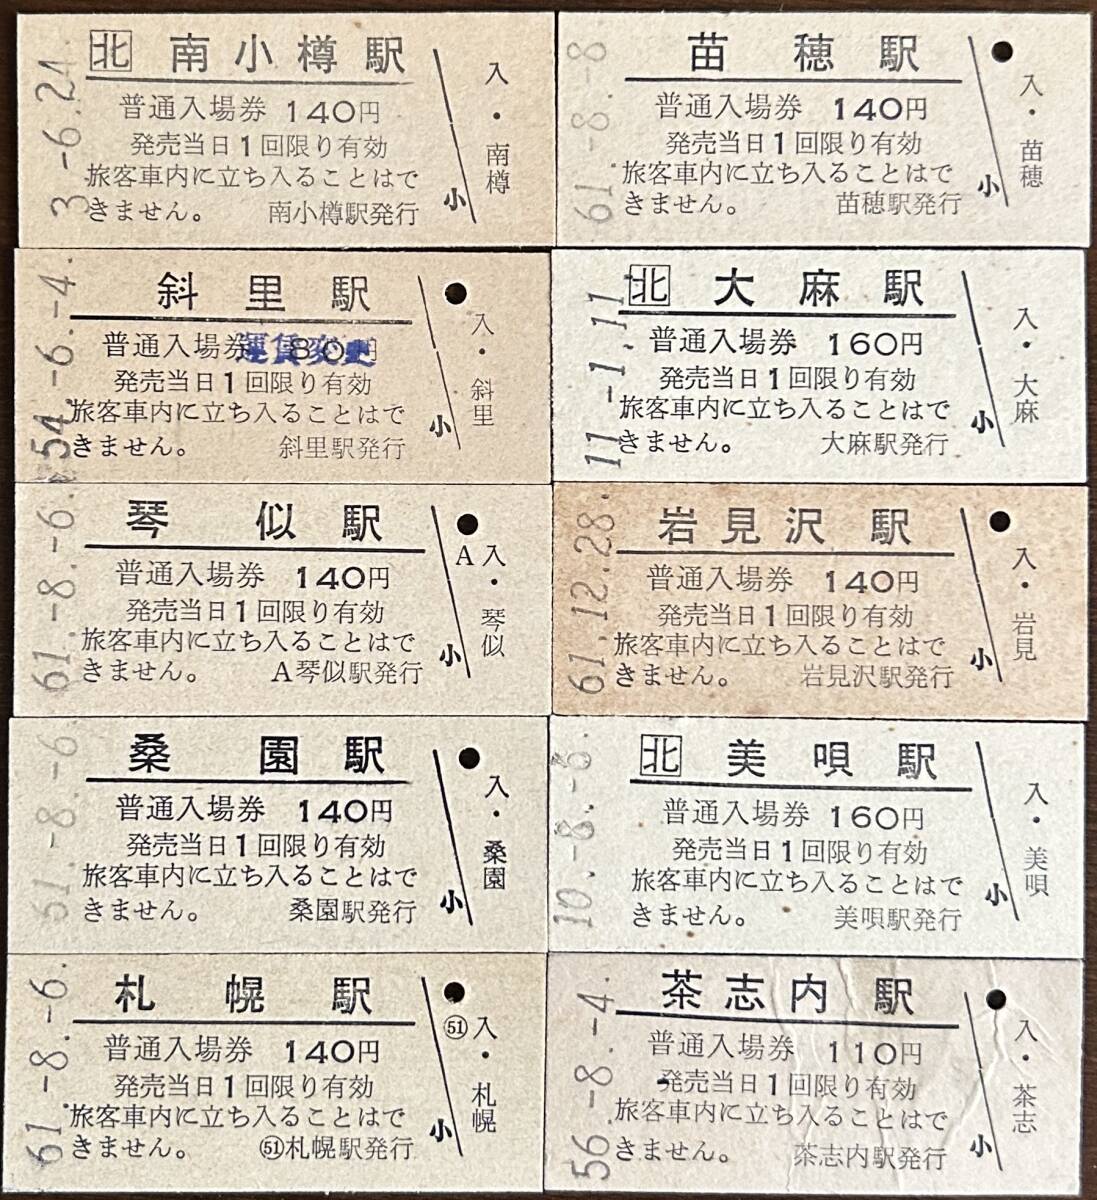 3-6.24
北 南小樽駅
普通入場券 140円
発売当日1回限り有効
旅客車内に立ち入ることはで
きません。 南小樽駅発行
小
入・南樽
61.-8.-8
苗穂駅
普通入場券 140円
発売当日1回限り有効
旅客車内に立ち入ることはで
きません。 苗穂駅発行
小
入・苗穂
54.-6.-4.
斜里駅
普通入場券 80円
運賃変更
発売当日1回限り有効
旅客車内に立ち入ることはで
きません。 斜里駅発行
小
入・斜里
11.-1.11
北 大麻駅
普通入場券 160円
発売当日1回限り有効
旅客車内に立ち入ることはで
きません。 大麻駅発行
小
入・大麻
61.-8.-6.
琴似駅
普通入場券 140円
発売当日1回限り有効
旅客車内に立ち入ることはで
きません。 A琴似駅発行
小
A
入・琴似
61.12.28.
岩見沢駅
普通入場券 140円
発売当日1回限り有効
旅客車内に立ち入ることはで
きません。 岩見沢駅発行
小
入・岩見
61.-8.-6
桑園駅
普通入場券 140円
発売当日1回限り有効
旅客車内に立ち入ることはで
きません。 桑園駅発行
小
入・桑園
北 美唄駅
普通入場券 160円
発売当日1回限り有効
旅客車内に立ち入ることはで
きません。 美唄駅発行
小
入・美唄
61.-8.-6.
札幌駅
普通入場券 140円
発売当日1回限り有効
旅客車内に立ち入ることはで
きません。 ㊿+1札幌駅発行
小
入・札幌
56.-8.-4.
茶志内駅
普通入場券 110円
発売当日1回限り有効
旅客車内に立ち入ることはで
きません。 茶志内駅発行
小
入・茶志